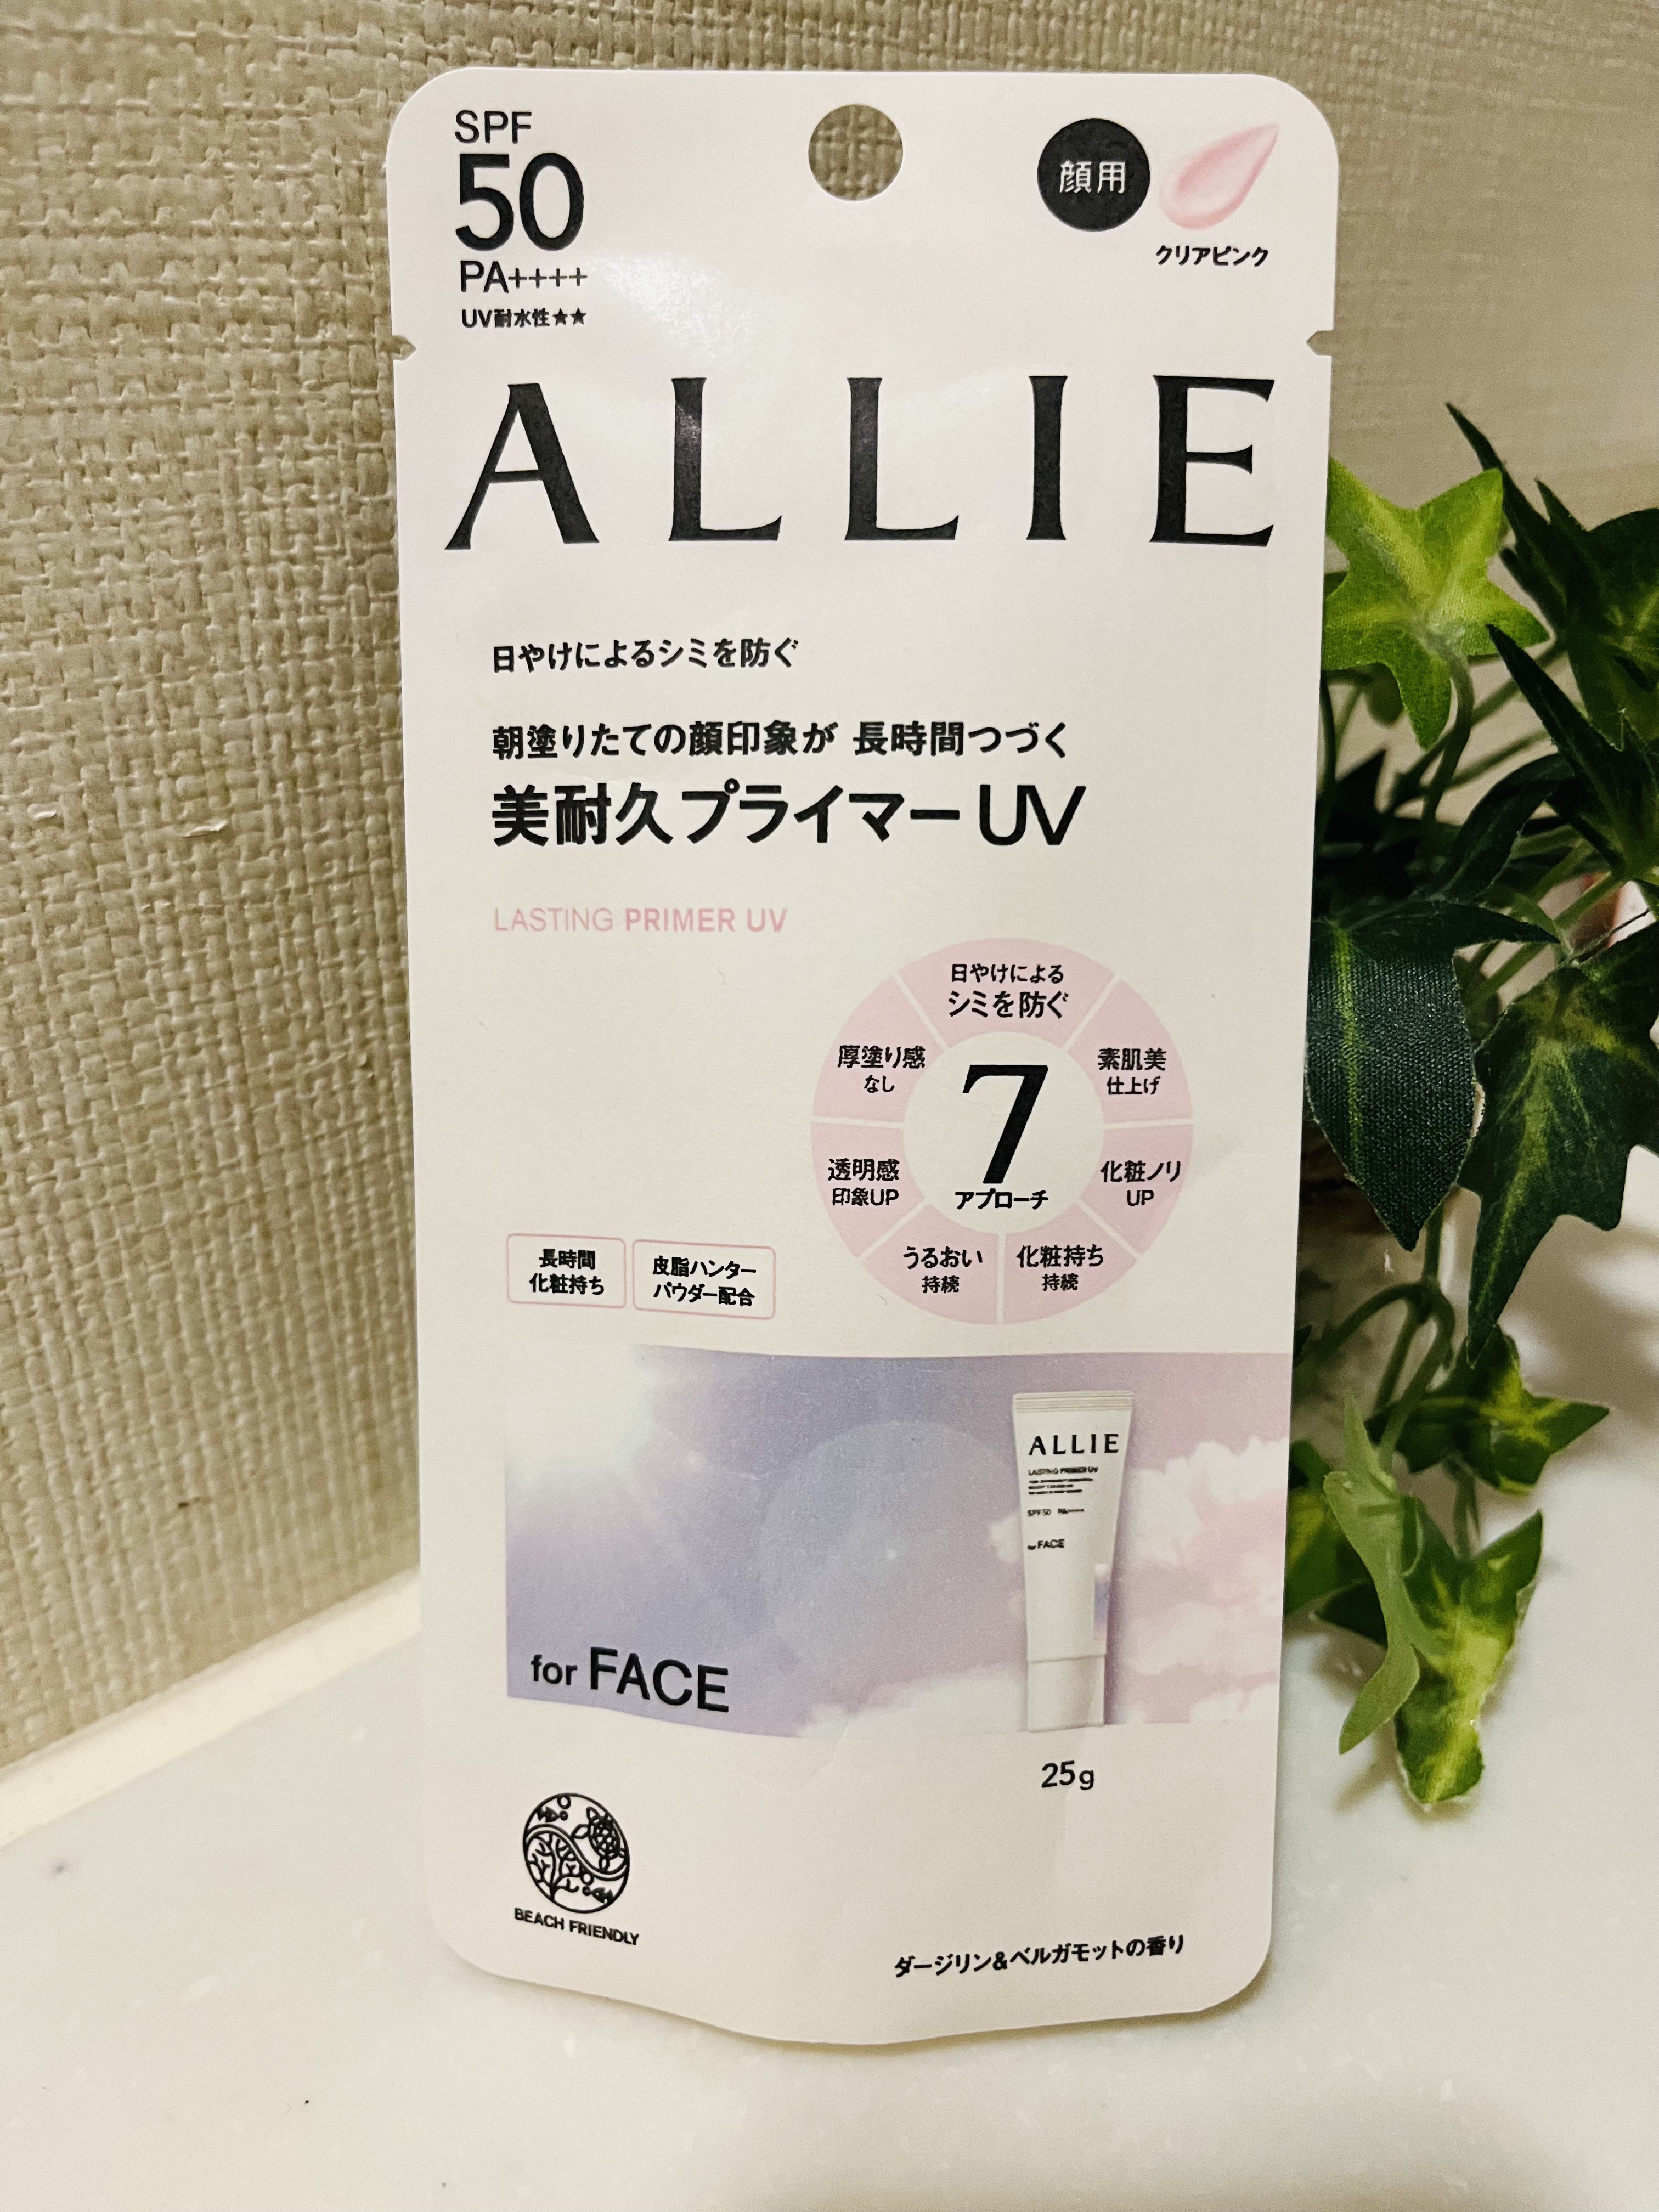 SPF
50
PA++++
UV耐水性★★
顔用
クリアピンク
ALLIE
日やけによるシミを防ぐ
朝塗りたての顔印象が 長時間つづく
美耐久プライマーUV
LASTING PRIMER UV
日やけによる
シミを防ぐ
素肌美
仕上げ
化粧ノリ
UP
化粧持ち
持続
うるおい
持続
透明感
印象UP
厚塗り感
なし
7
アプローチ
長時間
化粧持ち
皮脂ハンター
パウダー配合
ALLIE
LASTING PRIMER UV
SPF50 PA++++
for FACE
for FACE
25g
BEACH FRIENDLY
ダージリン&ベルガモットの香り